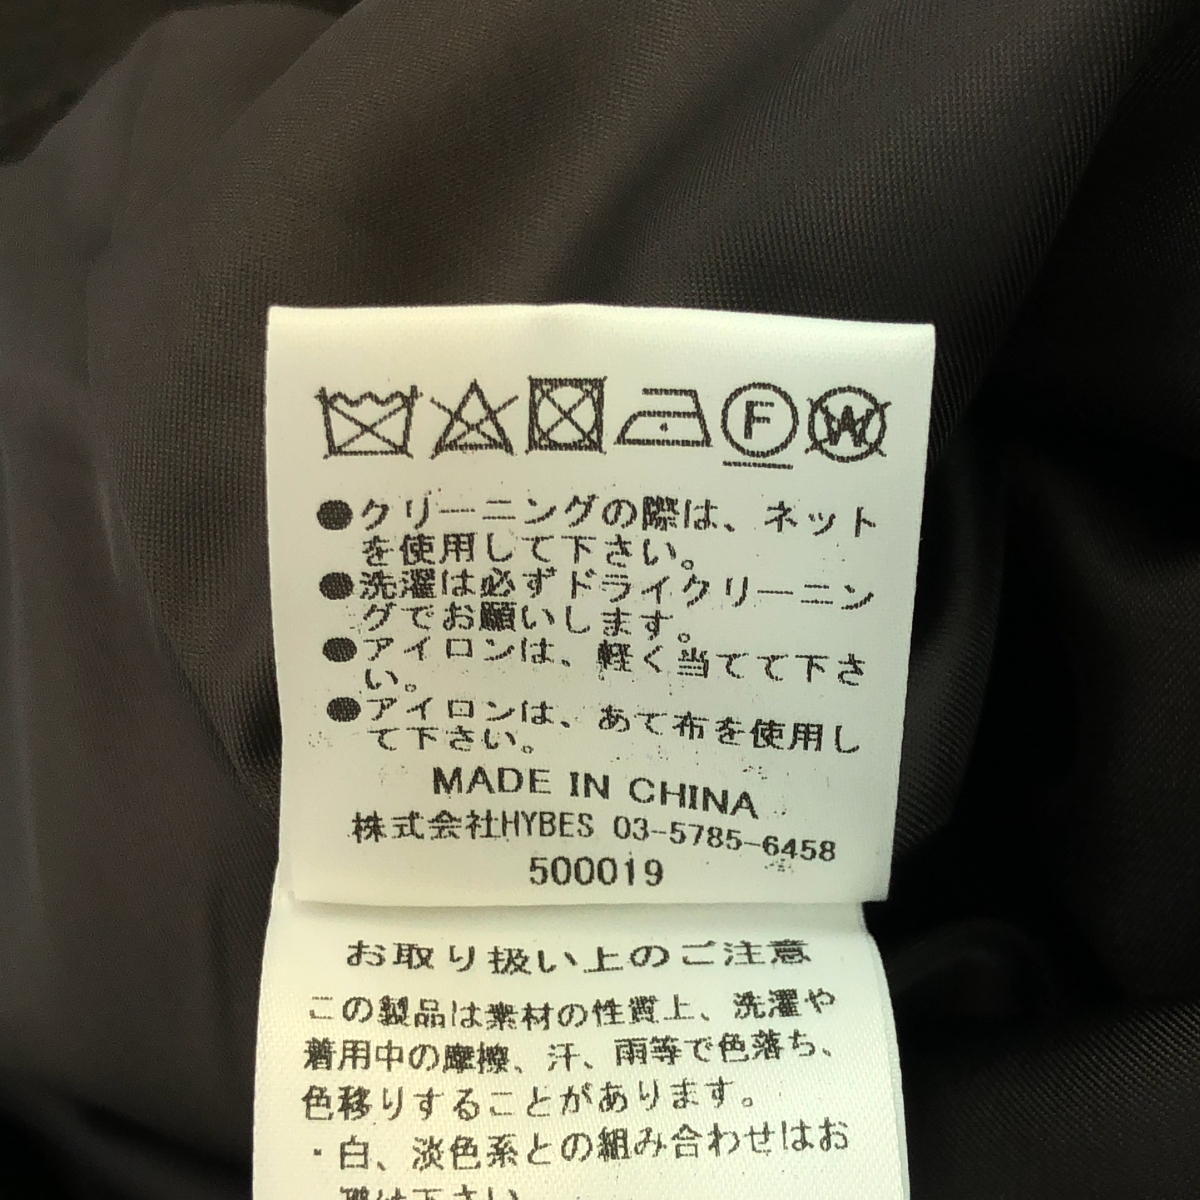 F W
●クリーニングの際は、ネット
を使用して下さい。
●洗濯は必ずドライクリーニン
グでお願いします。
●アイロンは、軽く当てて下さ
い。
●アイロンは、あて布を使用し
て下さい。
MADE IN CHINA
株式会社HYBES 03-5785-6458
500019
お取り扱い上のご注意
この製品は素材の性質上、洗濯や
着用中の摩擦、汗、雨等で色落ち、
色移りすることがあります。
・白、淡色系との組み合わせはお
避け下さい